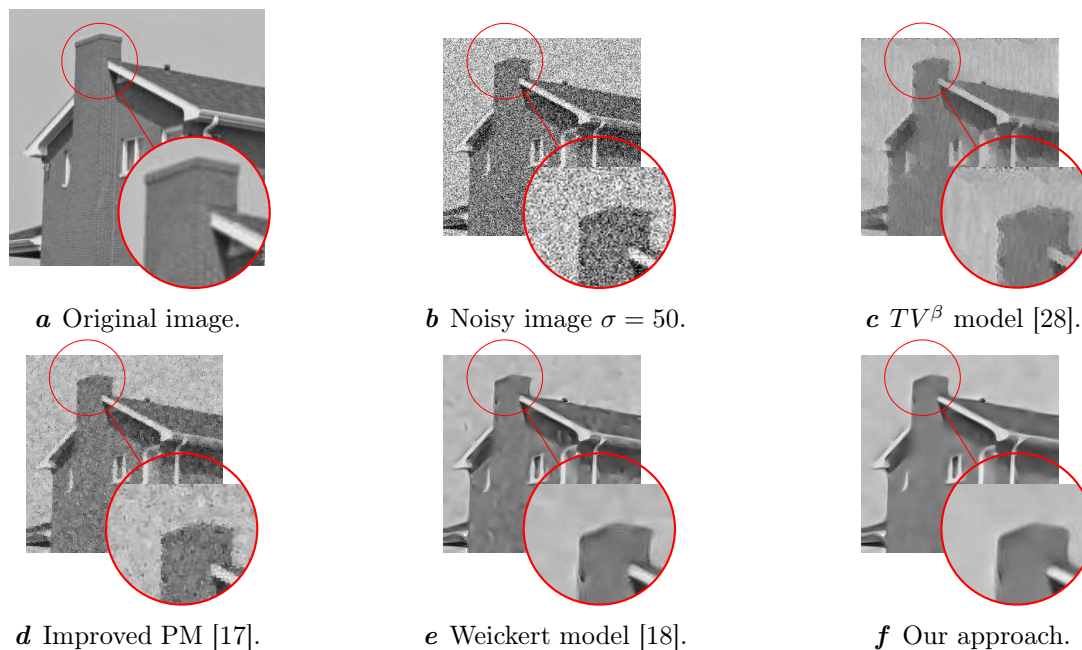 a Original image.
b Noisy image σ = 50.
c TV^β model [28].
d Improved PM [17].
e Weickert model [18].
f Our approach.